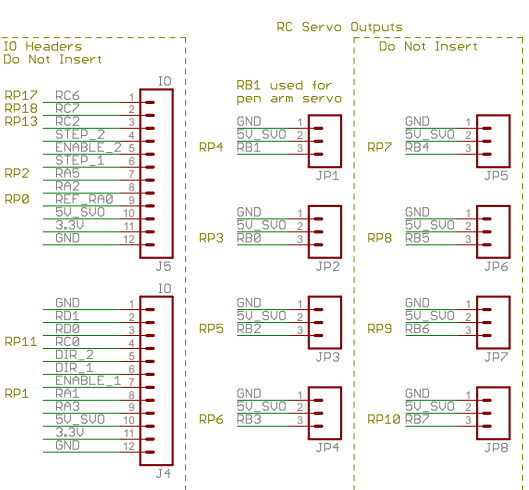 RC Servo Outputs
IO Headers
Do Not Insert
Do Not Insert
IO
RP17 RC6 1
RP18 RC7 2
RP13 RC2 3
STEP_2 4
ENABLE_2 5
STEP_1 6
RP2 RA5 7
RA2 8
RP0 REF_RA0 9
5V_SVO 10
3.3V 11
GND 12
J5
IO
GND 1
RD1 2
RD0 3
RP11 RC0 4
DIR_2 5
DIR_1 6
ENABLE_1 7
RP1 RA1 8
RA3 9
5V_SVO 10
3.3V 11
GND 12
J4
RB1 used for
pen arm servo
GND 1
5V_SVO 2
RP4 RB1 3
JP1
GND 1
5V_SVO 2
RP3 RB0 3
JP2
GND 1
5V_SVO 2
RP5 RB2 3
JP3
GND 1
5V_SVO 2
RP6 RB3 3
JP4
GND 1
5V_SVO 2
RP7 RB4 3
JP5
GND 1
5V_SVO 2
RP8 RB5 3
JP6
GND 1
5V_SVO 2
RP9 RB6 3
JP7
GND 1
5V_SVO 2
RP10 RB7 3
JP8